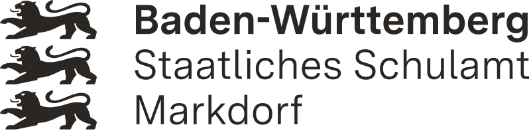 Baden-Württemberg
Staatliches Schulamt
Markdorf